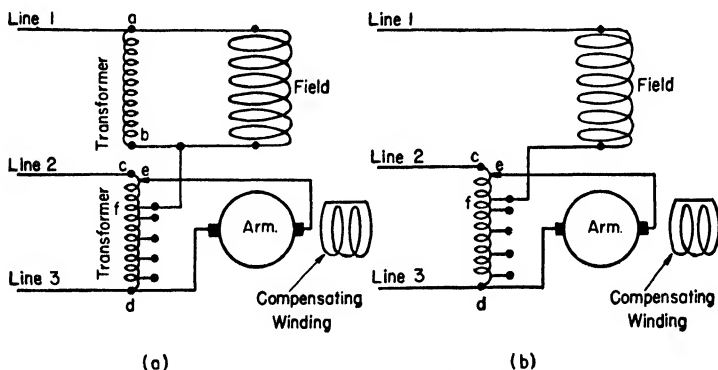 Line 1
a
Transformer
b
Field
Line 2
c
e
Transformer
f
Arm.
Line 3
d
Compensating
Winding
(a)
Line 1
Field
Line 2
c
e
f
Arm.
Line 3
d
Compensating
Winding
(b)